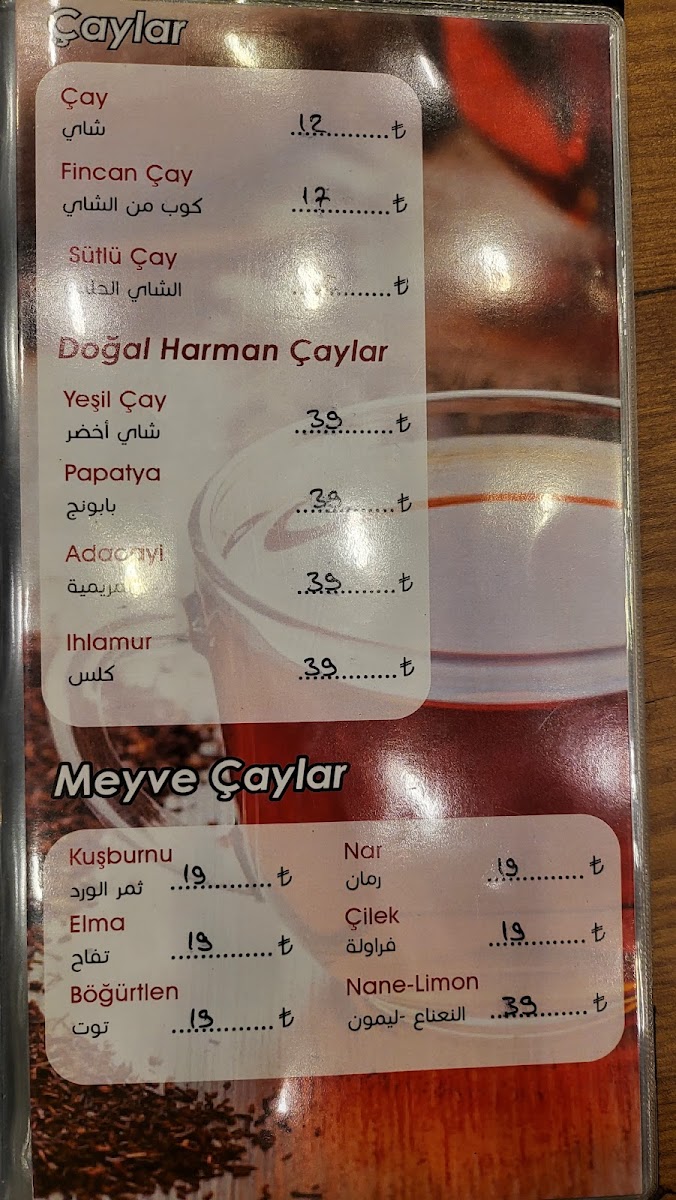 Çaylar
Çay
شاي
12 ₺
Fincan Çay
كوب من الشاي
17 ₺
Sütlü Çay
الشاي
₺
Doğal Harman Çaylar
Yeşil Çay
شاي أخضر
39 ₺
Papatya
بابونج
39 ₺
39 ₺
Ihlamur
كلس
39 ₺
Meyve Çaylar
Kuşburnu
ثمر الورد
19 ₺
Elma
تفاح
19 ₺
Böğürtlen
توت
19 ₺
Nar
رمان
19 ₺
Çilek
فراولة
19 ₺
Nane-Limon
النعناع -ليمون
39 ₺